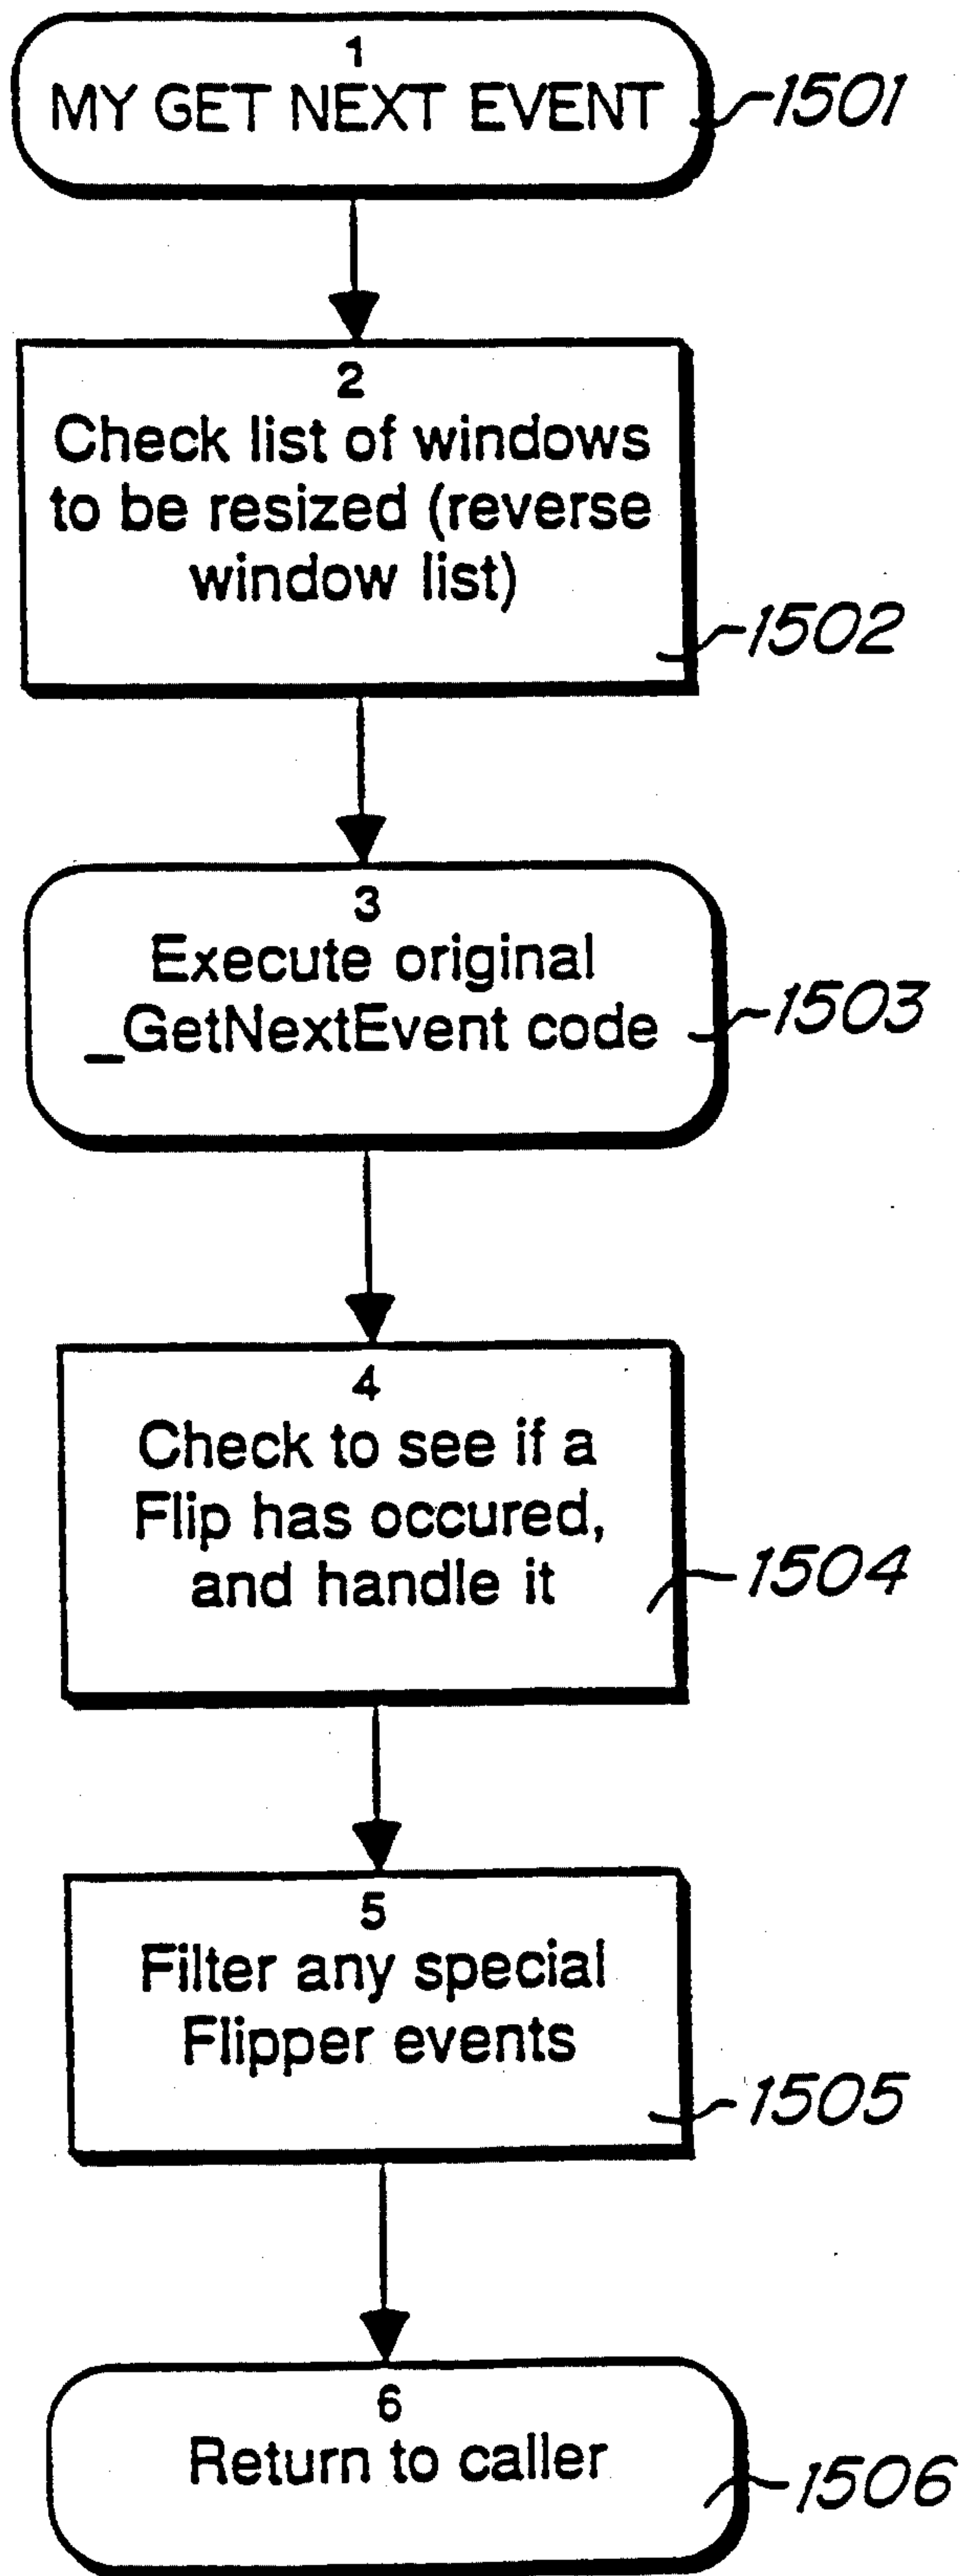 1
MY GET NEXT EVENT
1501
2
Check list of windows
to be resized (reverse
window list)
1502
3
Execute original
_GetNextEvent code
1503
4
Check to see if a
Flip has occured,
and handle it
1504
5
Filter any special
Flipper events
1505
6
Return to caller
1506